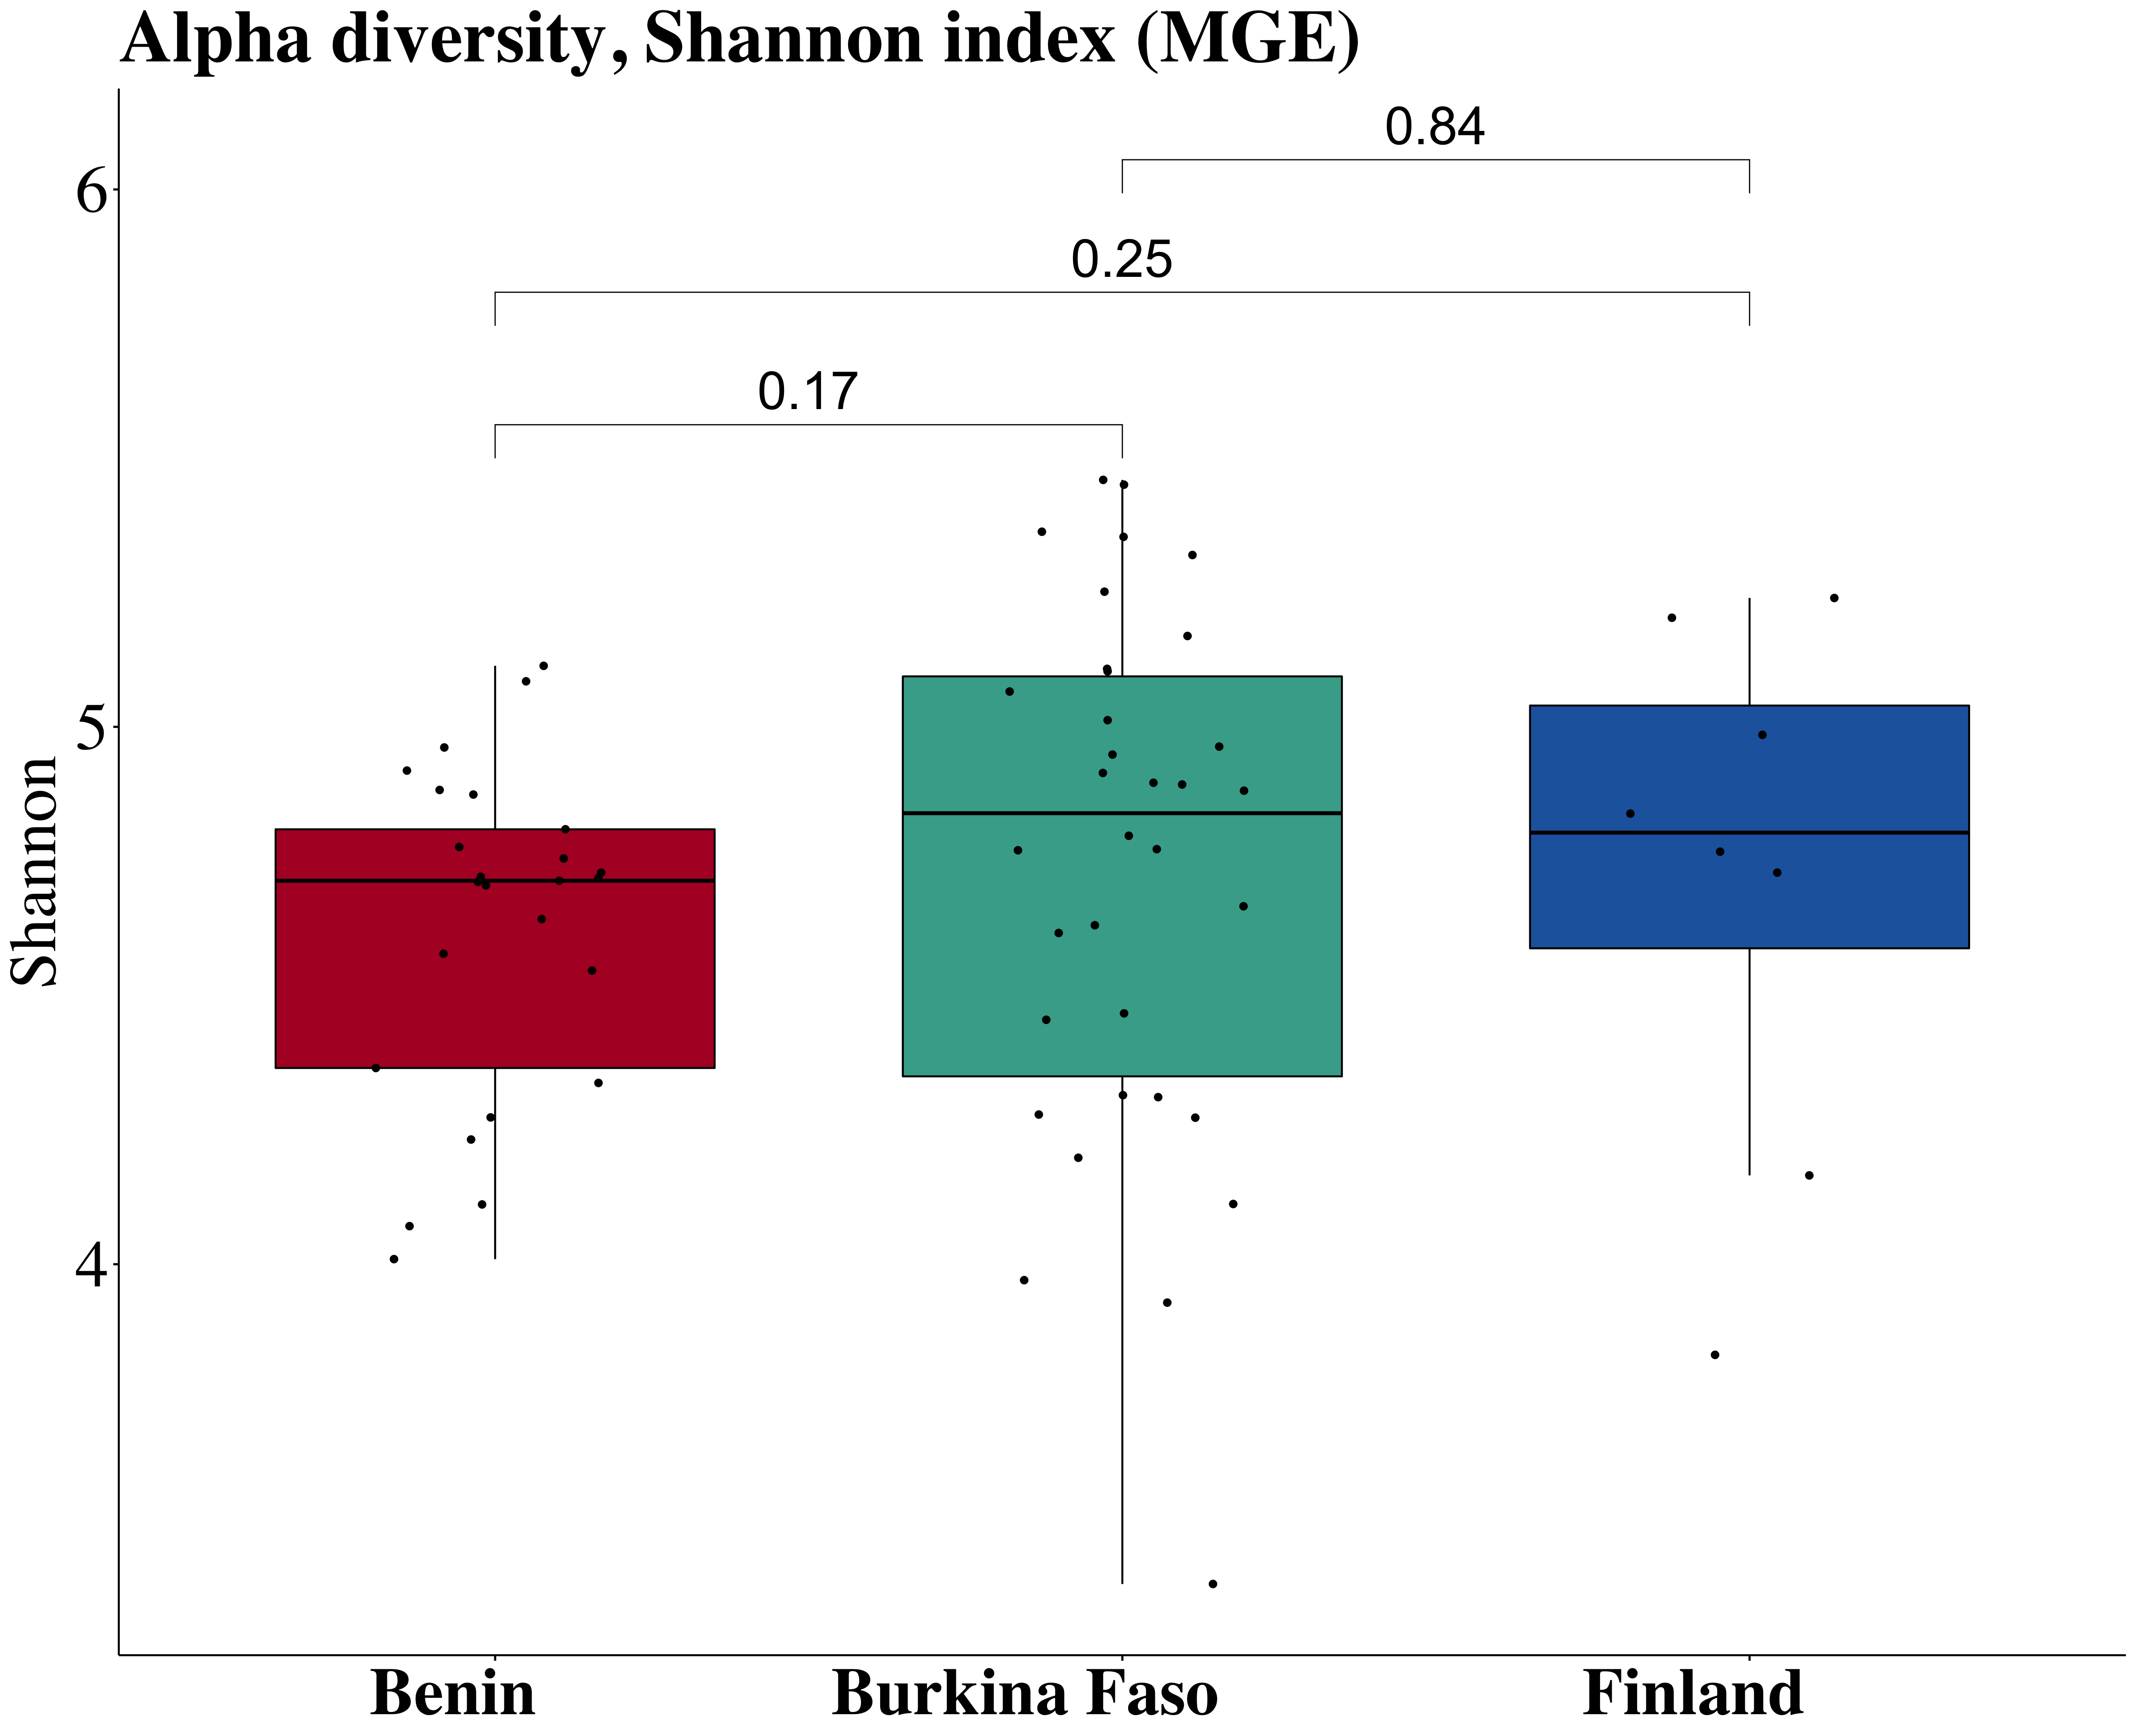 Alpha diversity, Shannon index (MGE)
0.84
6
0.25
0.17
5
Shannon
4
Benin Burkina Faso Finland